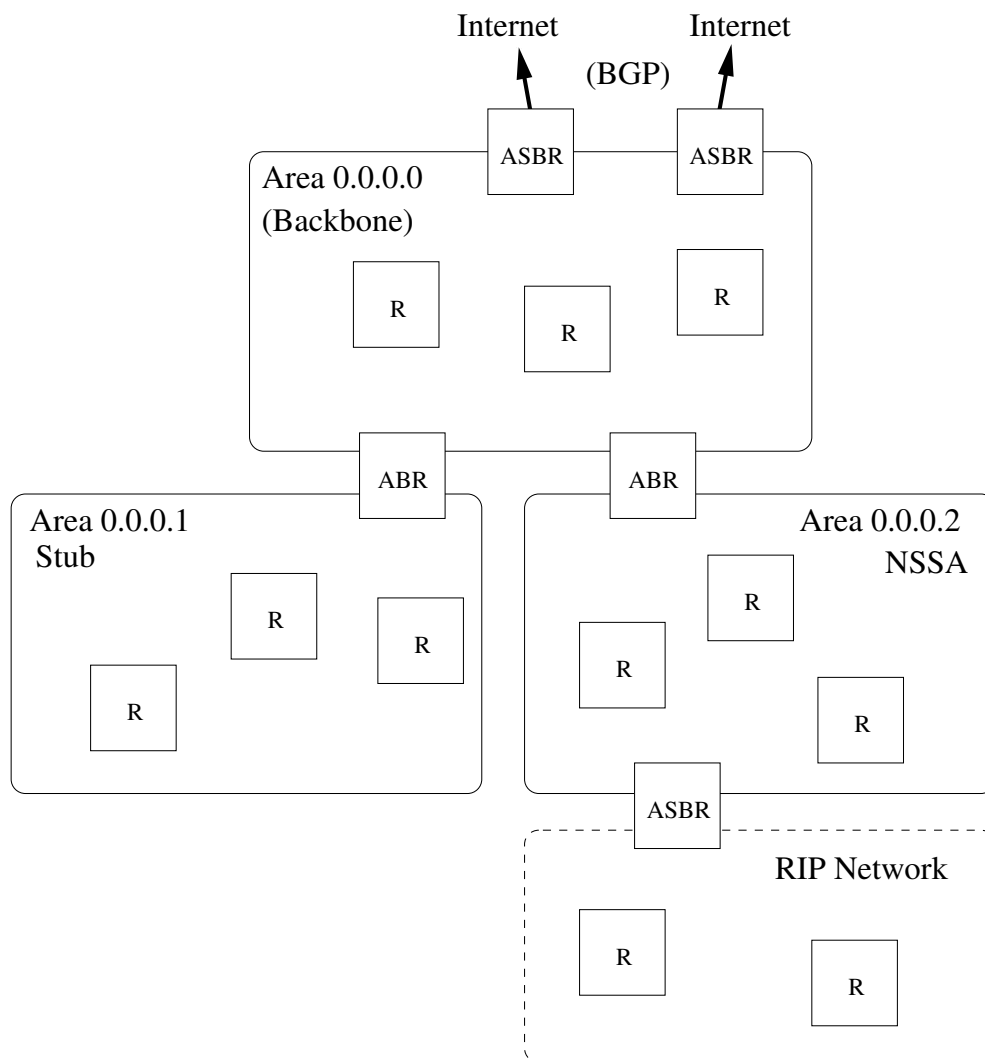 Internet
Internet
(BGP)
ASBR
ASBR
Area 0.0.0.0
(Backbone)
R
R
R
ABR
ABR
Area 0.0.0.1
Stub
R
R
R
Area 0.0.0.2
NSSA
R
R
R
ASBR
RIP Network
R
R